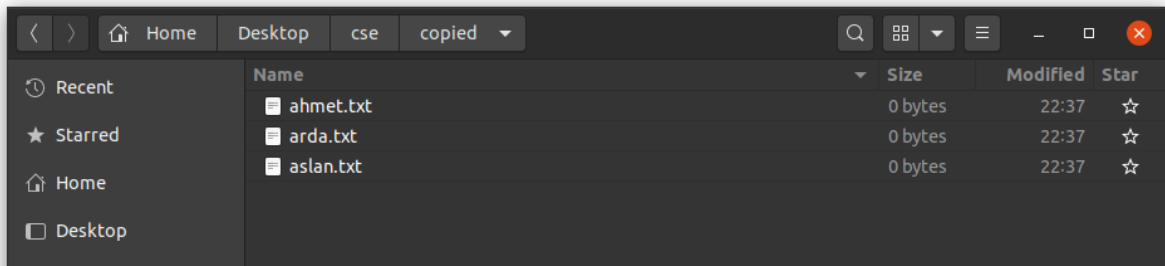 Home Desktop cse copied
Recent
Starred
Home
Desktop
Name Size Modified Star
ahmet.txt 0 bytes 22:37
arda.txt 0 bytes 22:37
aslan.txt 0 bytes 22:37